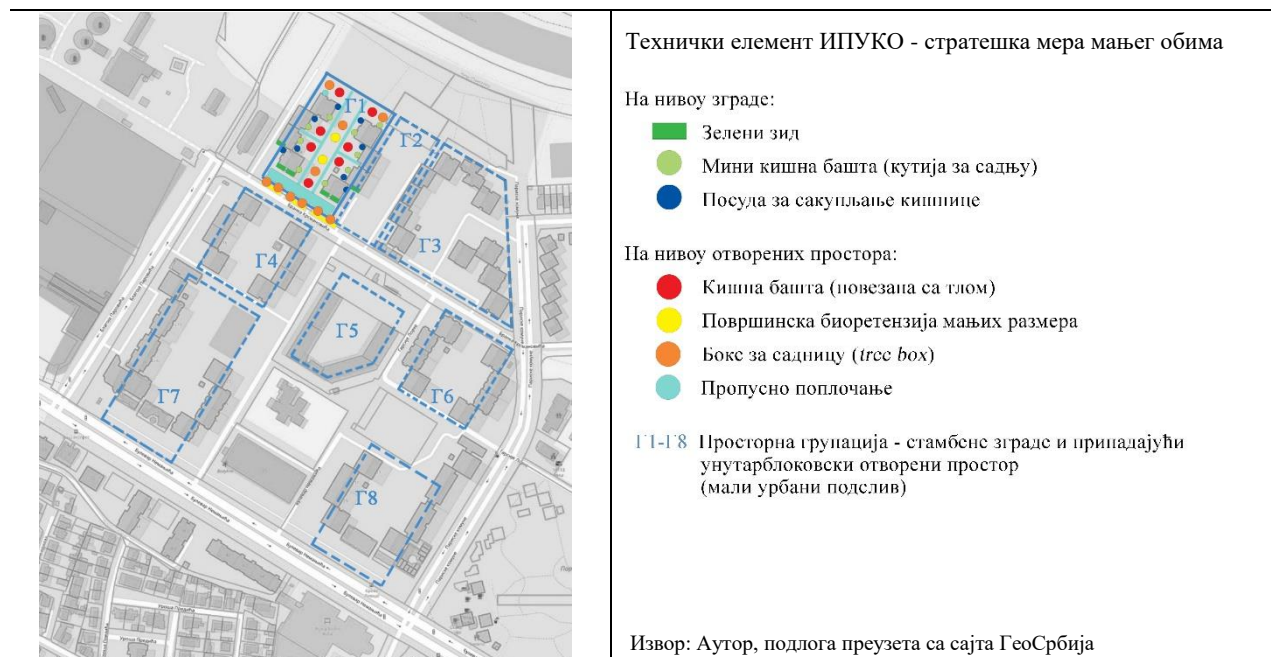 Г1
Г2
Г3
Г4
Г5
Г6
Г7
Г8
Технички елемент ИПУКО - стратешка мера мањег обима
На нивоу зграде:
Зелени зид
Мини кишна башта (кутија за садњу)
Посуда за сакупљање кишнице
На нивоу отворених простора:
Кишна башта (повезана са тлом)
Површинска биоретензија мањих размера
Бокс за садницу (tree box)
Пропусно поплочање
Г1-Г8 Просторна групација - стамбене зграде и припадајући
унутарблоковски отворени простор
(мали урбани подслив)
Извор: Аутор, подлога преузета са сајта ГеоСрбија